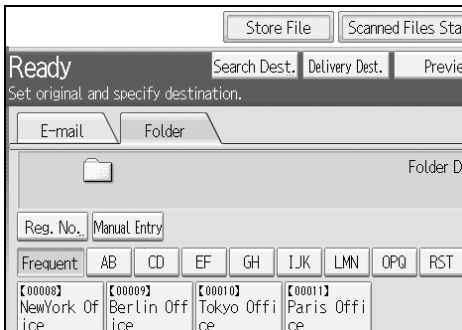 Store File Scanned Files Sta
Ready Search Dest. Delivery Dest. Previe
Set original and specify destination.
E-mail Folder
Folder D
Reg. No. Manual Entry
Frequent AB CD EF GH IJK LMN OPQ RST
【00008】 【00009】 【00010】 【00011】
NewYork Of Berlin Off Tokyo Offi Paris Offi
ice ice ce ce